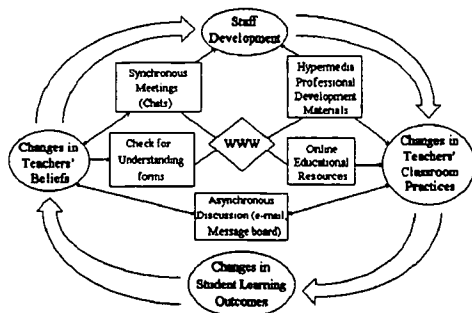 Staff
Development
Synchronous
Meetings
(Chats)
Hypermedia
Professional
Development
Materials
Changes in
Teachers'
Beliefs
Check for
Understanding
forms
WWW
Online
Educational
Resources
Changes in
Teachers'
Classroom
Practices
Asynchronous
Discussion (e-mail,
Message board)
Changes in
Student Learning
Outcomes